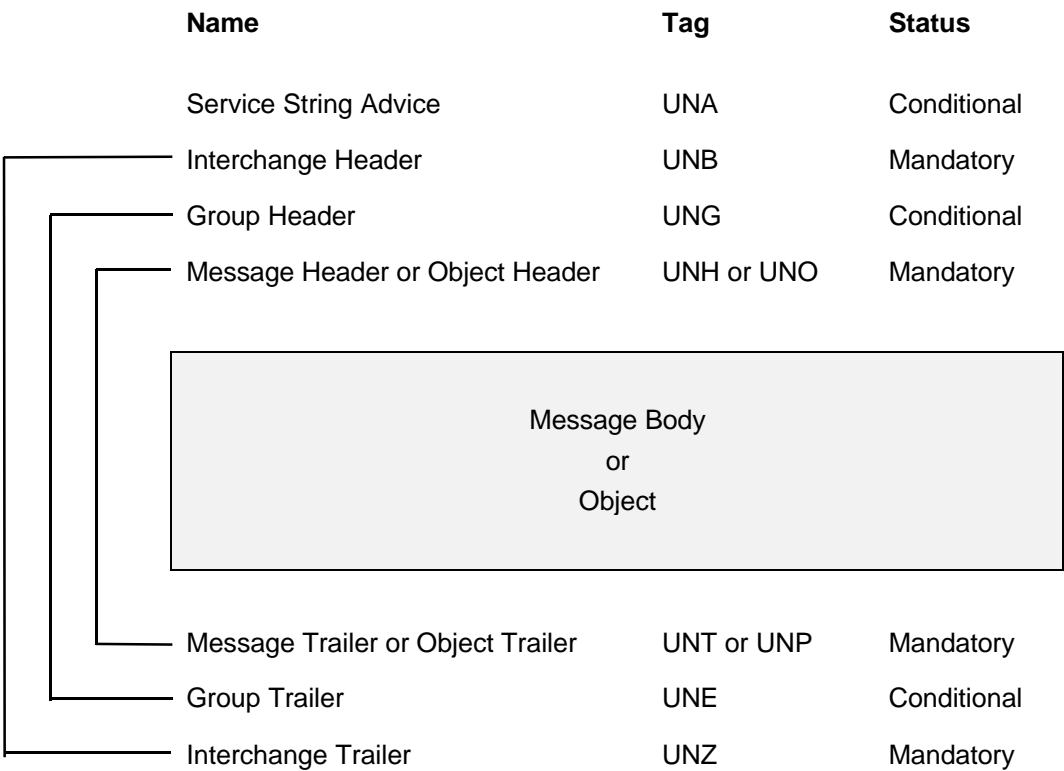 Name Tag Status
Service String Advice UNA Conditional
Interchange Header UNB Mandatory
Group Header UNG Conditional
Message Header or Object Header UNH or UNO Mandatory
Message Body
or
Object
Message Trailer or Object Trailer UNT or UNP Mandatory
Group Trailer UNE Conditional
Interchange Trailer UNZ Mandatory